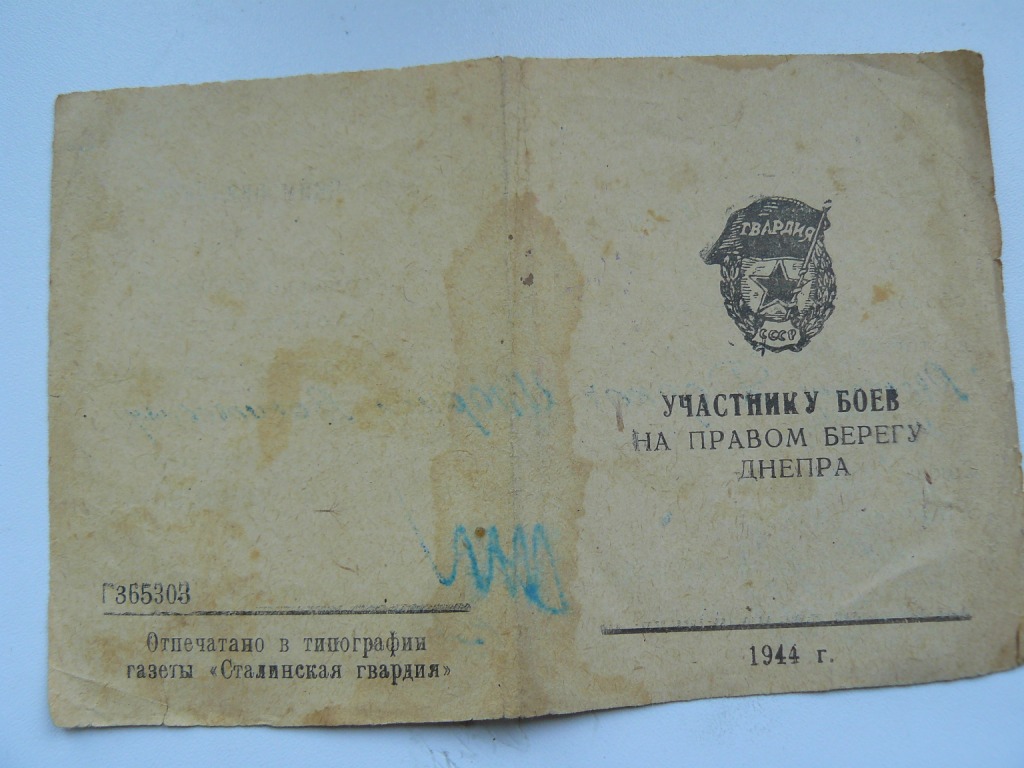 Г365303
Отпечатано в типографии
газеты «Сталинская гвардия»
ГВАРДИЯ
СССР
УЧАСТНИКУ БОЕВ
НА ПРАВОМ БЕРЕГУ
ДНЕПРА
1944 г.